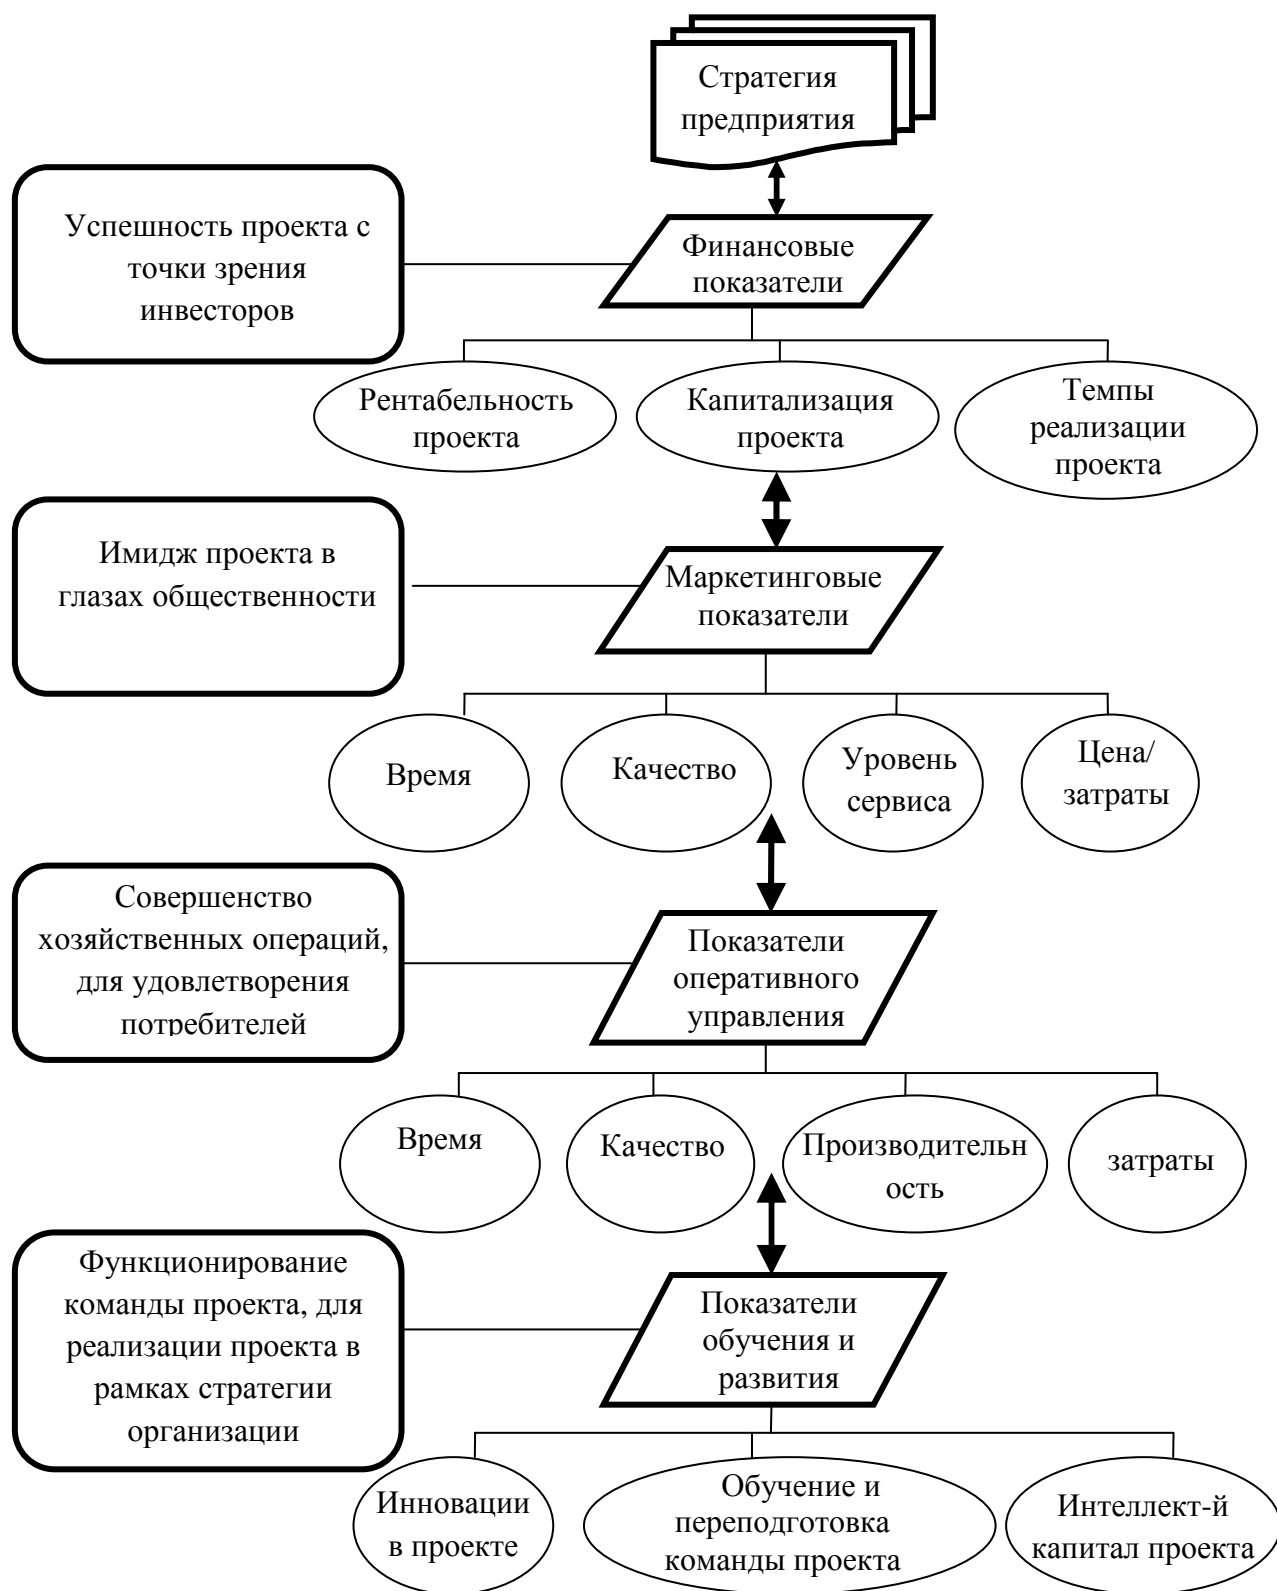 Стратегия
предприятия
Успешность проекта с
точки зрения
инвесторов
Финансовые
показатели
Рентабельность
проекта
Капитализация
проекта
Темпы
реализации
проекта
Имидж проекта в
глазах общественности
Маркетинговые
показатели
Время
Качество
Уровень
сервиса
Цена/
затраты
Совершенство
хозяйственных операций,
для удовлетворения
потребителей
Показатели
оперативного
управления
Время
Качество
Производительн
ость
затраты
Функционирование
команды проекта, для
реализации проекта в
рамках стратегии
организации
Показатели
обучения и
развития
Инновации
в проекте
Обучение и
переподготовка
команды проекта
Интеллект-й
капитал проекта